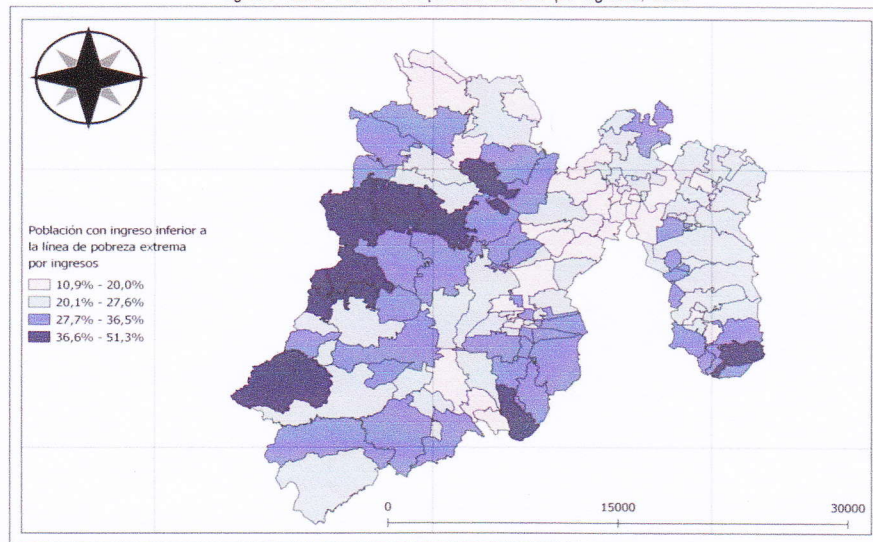 Población con ingreso inferior a
la línea de pobreza extrema
por ingresos
10,9% - 20,0%
20,1% - 27,6%
27,7% - 36,5%
36,6% - 51,3%
0 15000 30000